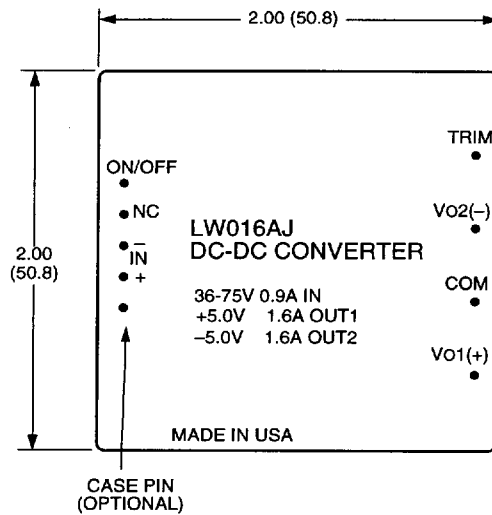 2.00 (50.8)
TRIM
ON/OFF
NC
VO2(–)
LW016AJ
–
DC-DC CONVERTER
2.00
(50.8)
IN
+
COM
36-75V 0.9A IN
+5.0V 1.6A OUT1
–5.0V 1.6A OUT2
VO1(+)
MADE IN USA
CASE PIN
(OPTIONAL)